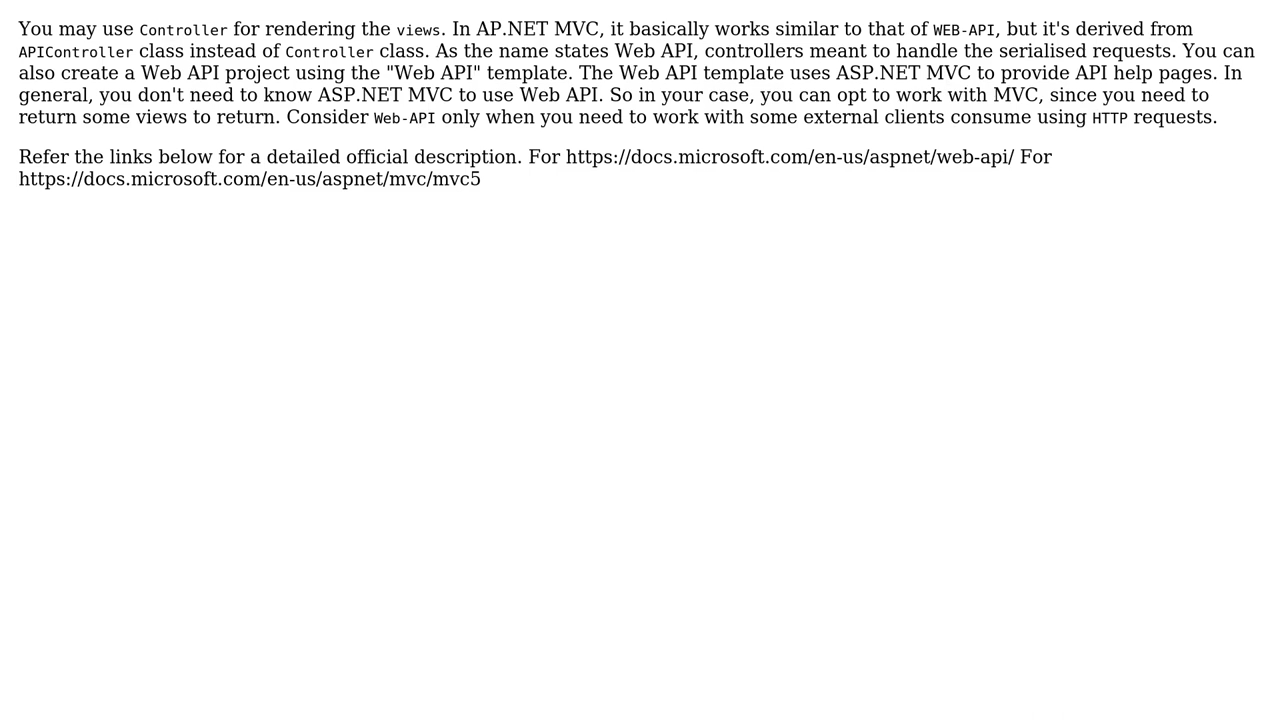 You may use Controller for rendering the views. In AP.NET MVC, it basically works similar to that of WEB-API, but it's derived from
APIController class instead of Controller class. As the name states Web API, controllers meant to handle the serialised requests. You can
also create a Web API project using the "Web API" template. The Web API template uses ASP.NET MVC to provide API help pages. In
general, you don't need to know ASP.NET MVC to use Web API. So in your case, you can opt to work with MVC, since you need to
return some views to return. Consider Web-API only when you need to work with some external clients consume using HTTP requests.
Refer the links below for a detailed official description. For https://docs.microsoft.com/en-us/aspnet/web-api/ For
https://docs.microsoft.com/en-us/aspnet/mvc/mvc5